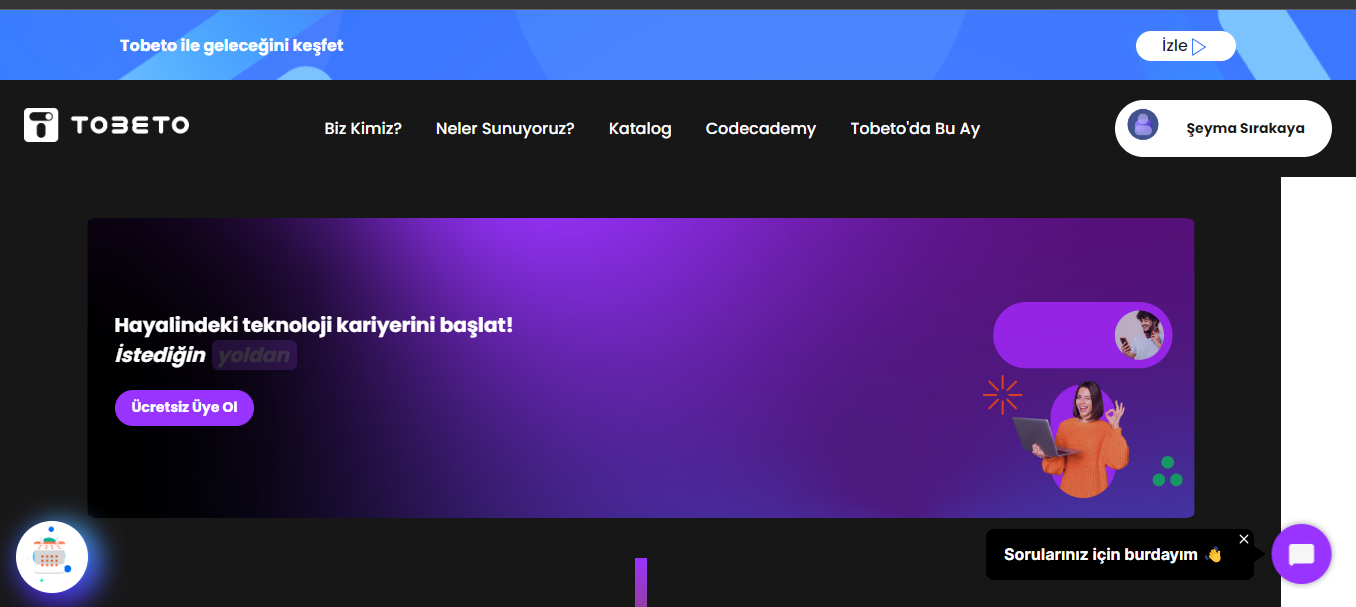 Tobeto ile geleceğini keşfet
İzle
TOBETO
Biz Kimiz?
Neler Sunuyoruz?
Katalog
Codecademy
Tobeto'da Bu Ay
Şeyma Sırakaya
Hayalindeki teknoloji kariyerini başlat!
İstediğin yoldan
Ücretsiz Üye Ol
Sorularınız için burdayım 👋